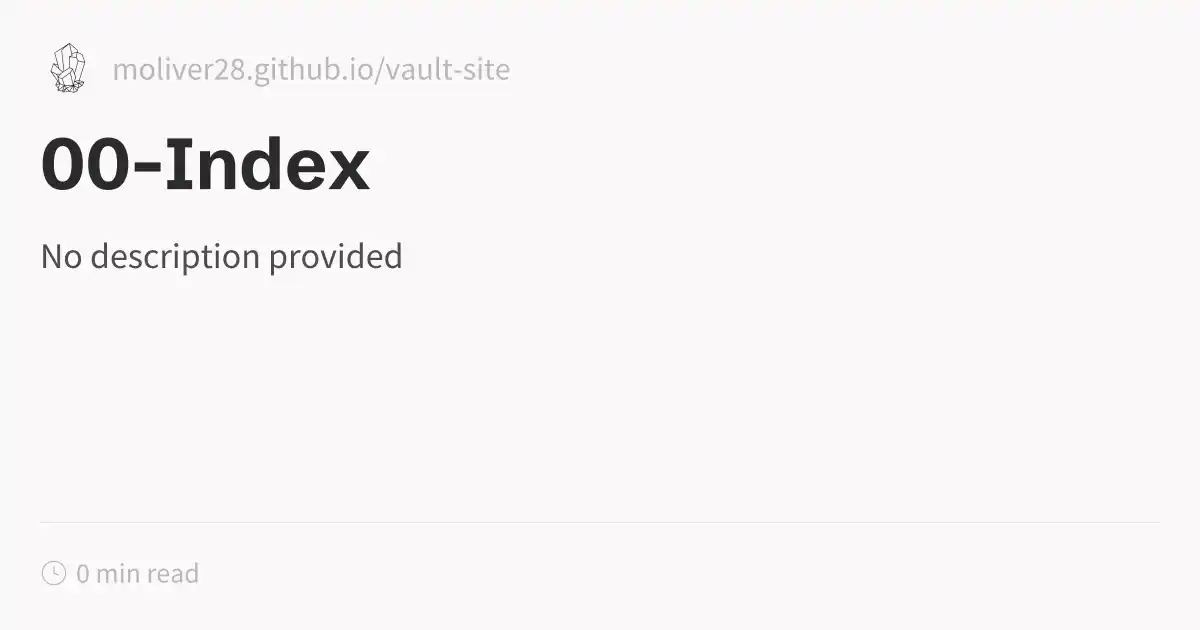 moliver28.github.io/vault-site
00-Index
No description provided
0 min read